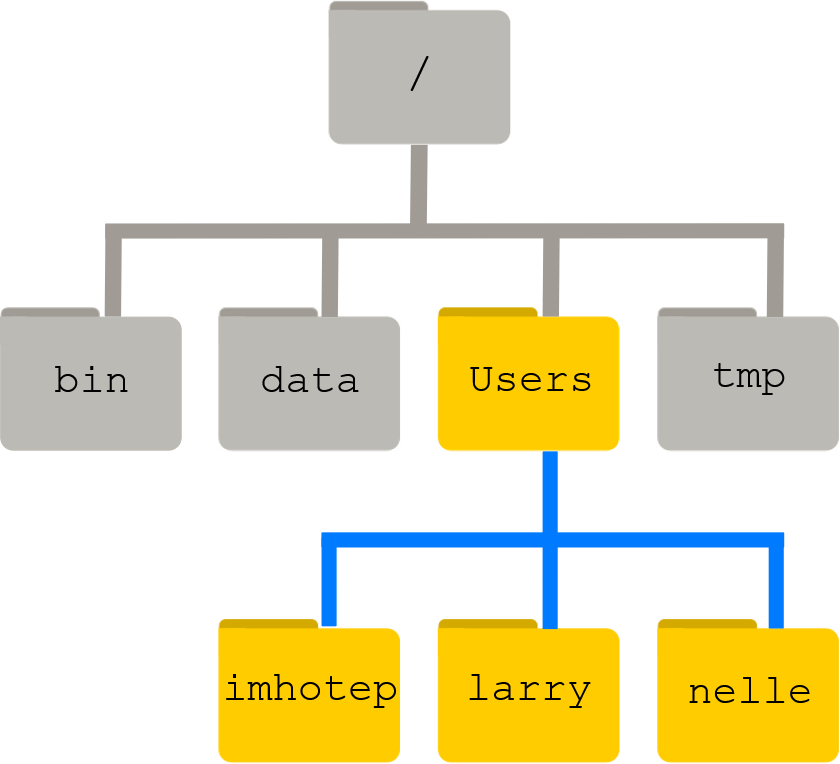 /
bin
data
Users
tmp
imhotep
larry
nelle